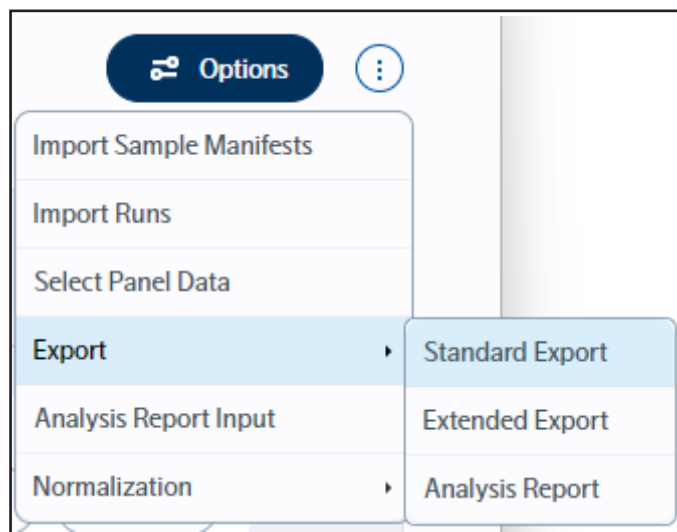 Options
Import Sample Manifests
Import Runs
Select Panel Data
Export
Standard Export
Extended Export
Analysis Report Input
Analysis Report
Normalization